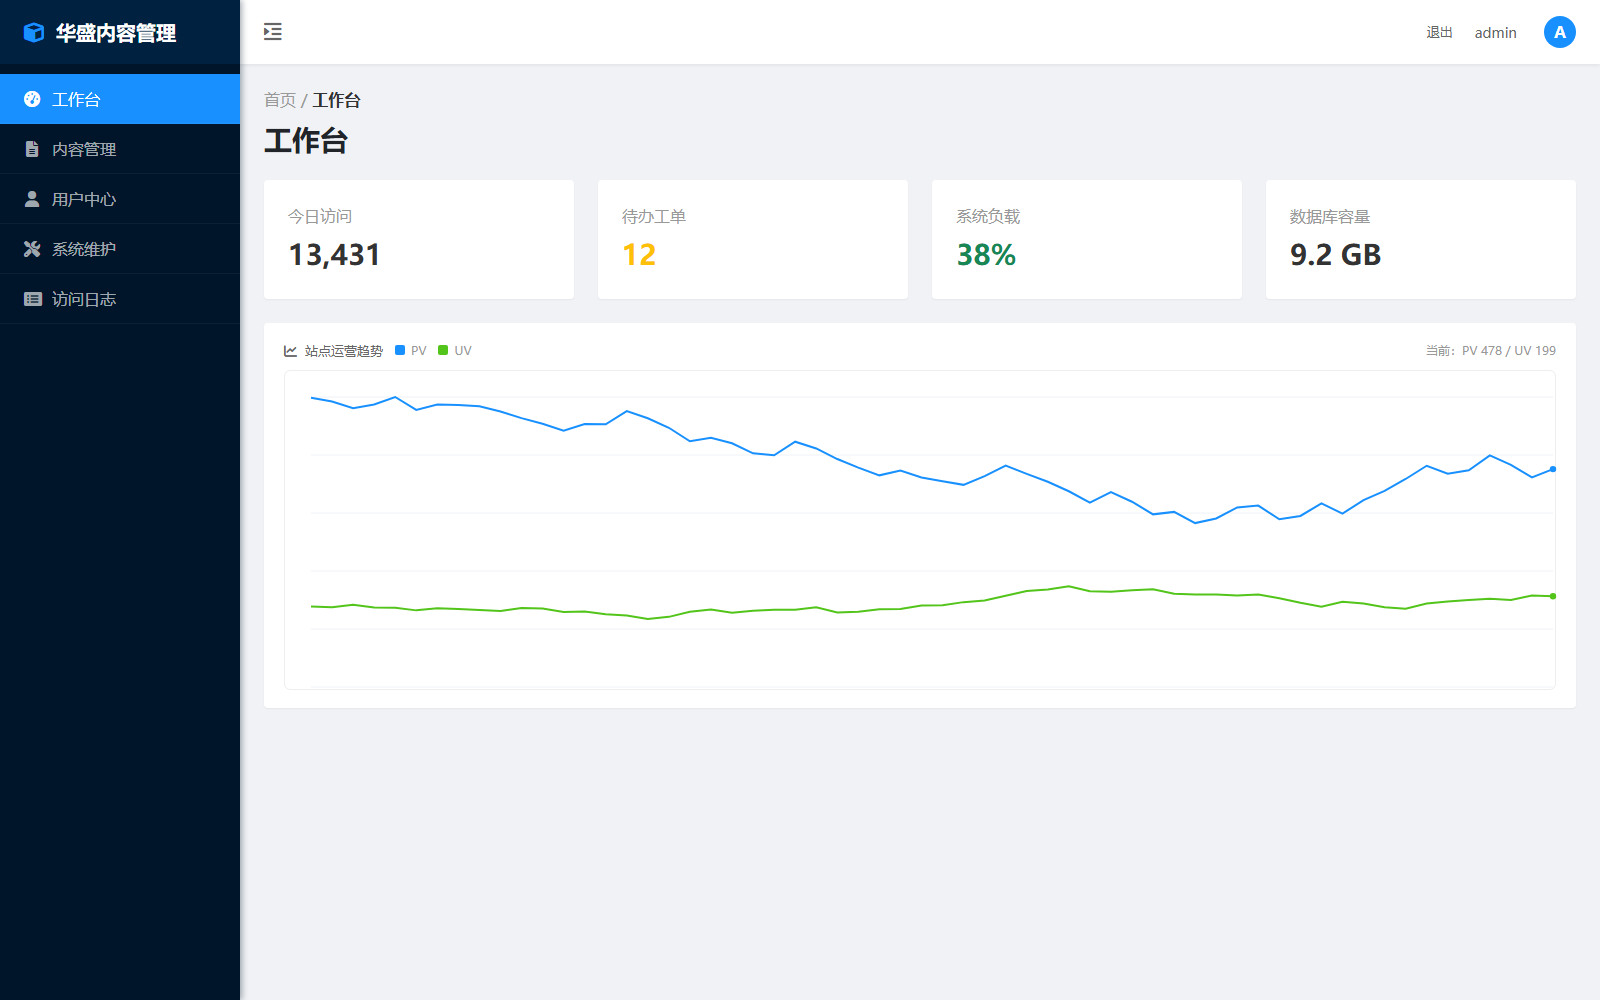 华盛内容管理
退出 admin A
工作台
内容管理
用户中心
系统维护
访问日志
首页 / 工作台
工作台
今日访问
13,431
待办工单
12
系统负载
38%
数据库容量
9.2 GB
站点运营趋势 PV UV
当前：PV 478 / UV 199